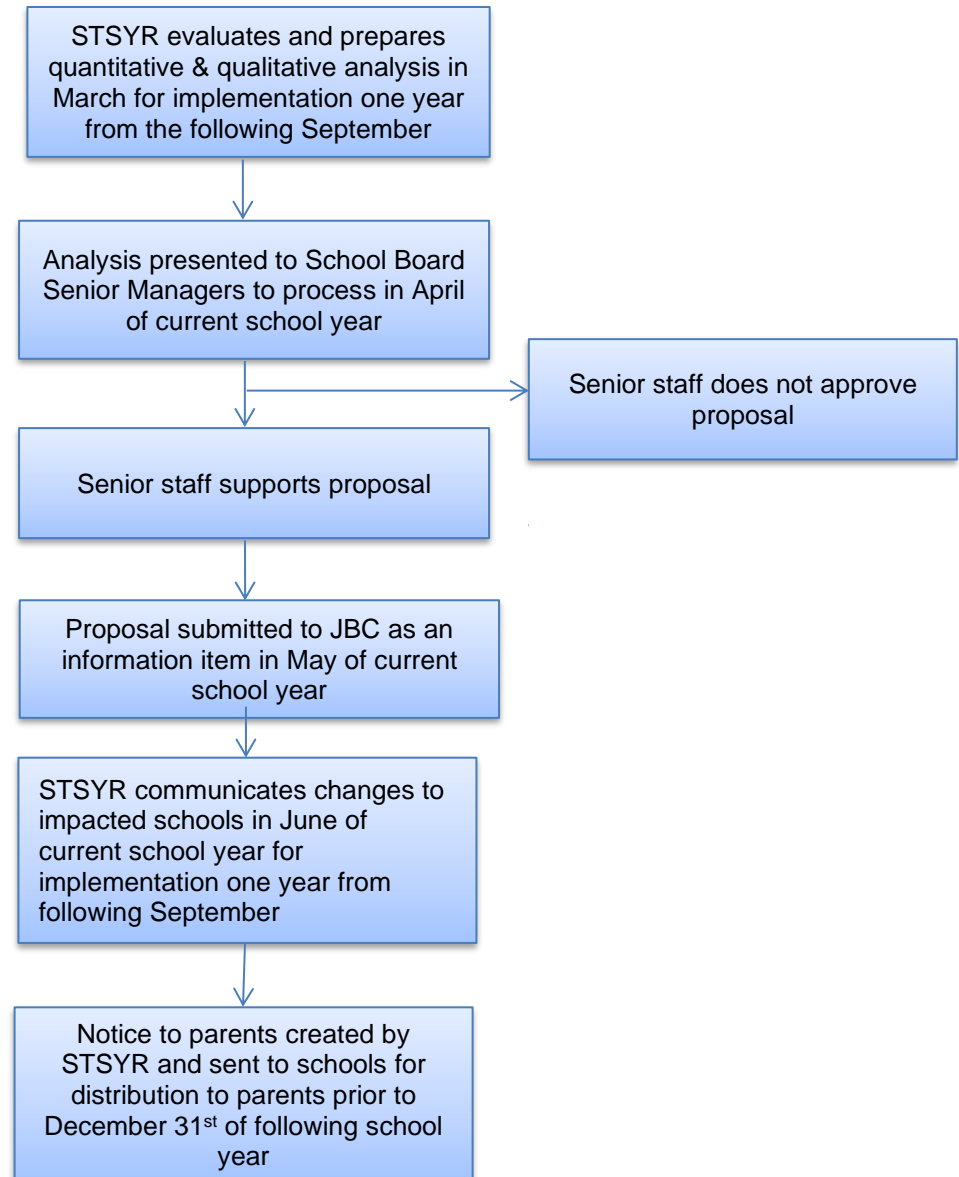 STSYR evaluates and prepares
quantitative & qualitative analysis in
March for implementation one year
from the following September
Analysis presented to School Board
Senior Managers to process in April
of current school year
Senior staff does not approve
proposal
Senior staff supports proposal
Proposal submitted to JBC as an
information item in May of current
school year
STSYR communicates changes to
impacted schools in June of
current school year for
implementation one year from
following September
Notice to parents created by
STSYR and sent to schools for
distribution to parents prior to
December 31st of following school
year